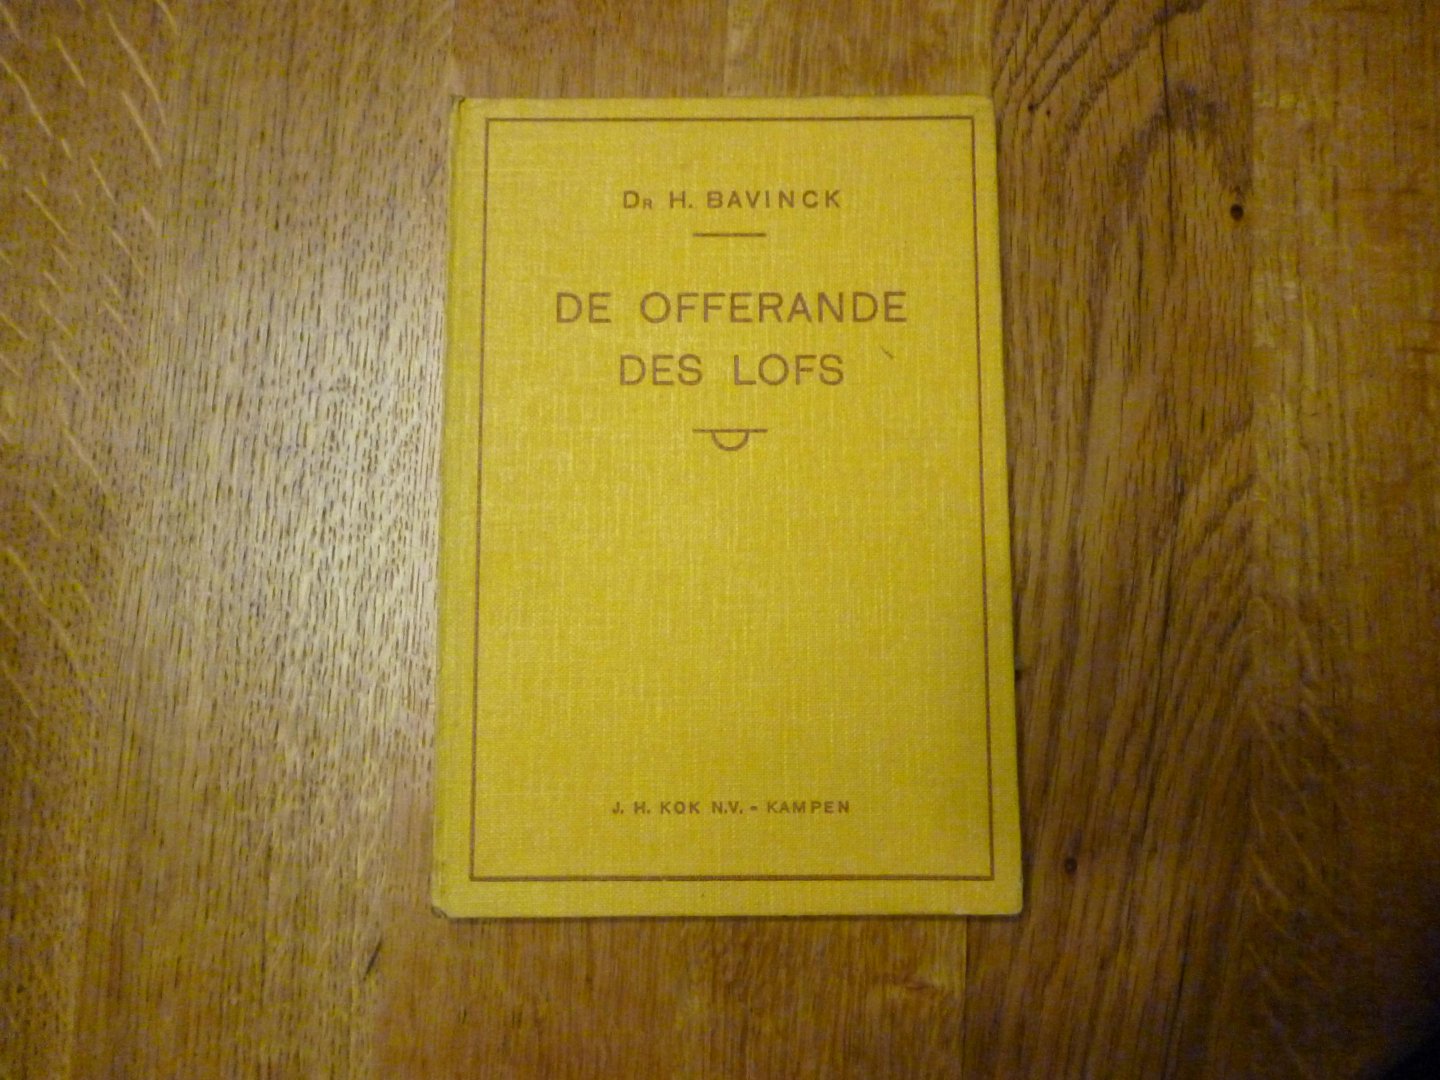 Dr H. BAVINCK
DE OFFERANDE
DES LOFS
J. H. KOK N.V. - KAMPEN